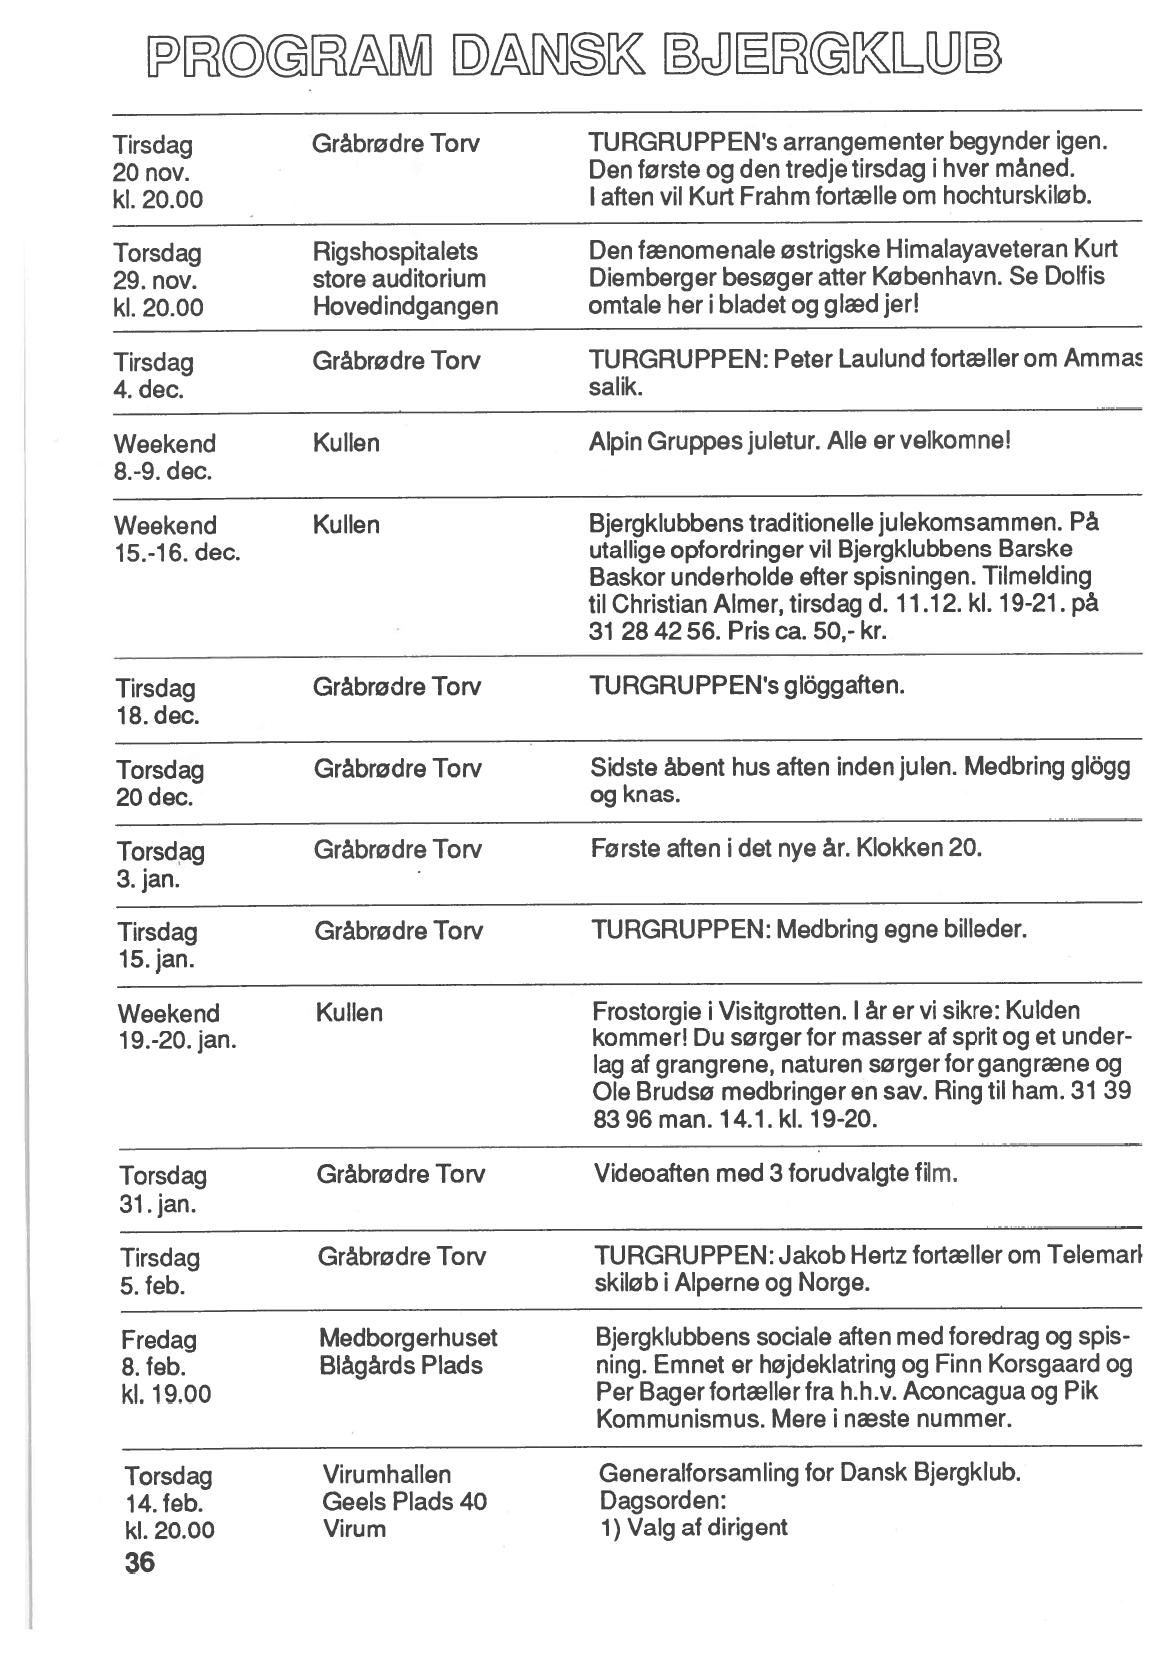 PROGRAM DANSK BJERGKLUB
Tirsdag Gråbrødre Torv TURGRUPPEN's arrangementer begynder igen.
20 nov. Den første og den tredje tirsdag i hver måned.
kl. 20.00 I aften vil Kurt Frahm fortælle om hochturskiløb.
Torsdag Rigshospitalets Den fænomenale østrigske Himalayaveteran Kurt
29. nov. store auditorium Diemberger besøger atter København. Se Dolfis
kl. 20.00 Hovedindgangen omtale her i bladet og glæd jer!
Tirsdag Gråbrødre Torv TURGRUPPEN: Peter Laulund fortæller om Ammas
4. dec. salik.
Weekend Kullen Alpin Gruppes juletur. Alle er velkomne!
8.-9. dec.
Weekend Kullen Bjergklubbens traditionelle julekomsammen. På
15.-16. dec. utallige opfordringer vil Bjergklubbens Barske
Baskor underholde efter spisningen. Tilmelding
til Christian Almer, tirsdag d. 11.12. kl. 19-21. på
31 28 42 56. Pris ca. 50,- kr.
Tirsdag Gråbrødre Torv TURGRUPPEN's glöggaften.
18. dec.
Torsdag Gråbrødre Torv Sidste åbent hus aften inden julen. Medbring glögg
20 dec. og knas.
Torsdag Gråbrødre Torv Første aften i det nye år. Klokken 20.
3. jan.
Tirsdag Gråbrødre Torv TURGRUPPEN: Medbring egne billeder.
15. jan.
Weekend Kullen Frostorgie i Visitgrotten. I år er vi sikre: Kulden
19.-20. jan. kommer! Du sørger for masser af sprit og et under-
lag af grangrene, naturen sørger for gangræne og
Ole Brudsø medbringer en sav. Ring til ham. 31 39
83 96 man. 14.1. kl. 19-20.
Torsdag Gråbrødre Torv Videoaften med 3 forudvalgte film.
31. jan.
Tirsdag Gråbrødre Torv TURGRUPPEN: Jakob Hertz fortæller om Telemark
5. feb. skiløb i Alperne og Norge.
Fredag Medborgerhuset Bjergklubbens sociale aften med foredrag og spis-
8. feb. Blågårds Plads ning. Emnet er højdeklatring og Finn Korsgaard og
kl. 19.00 Per Bager fortæller fra h.h.v. Aconcagua og Pik
Kommunismus. Mere i næste nummer.
Torsdag Virumhallen Generalforsamling for Dansk Bjergklub.
14. feb. Geels Plads 40 Dagsorden:
kl. 20.00 Virum 1) Valg af dirigent
36